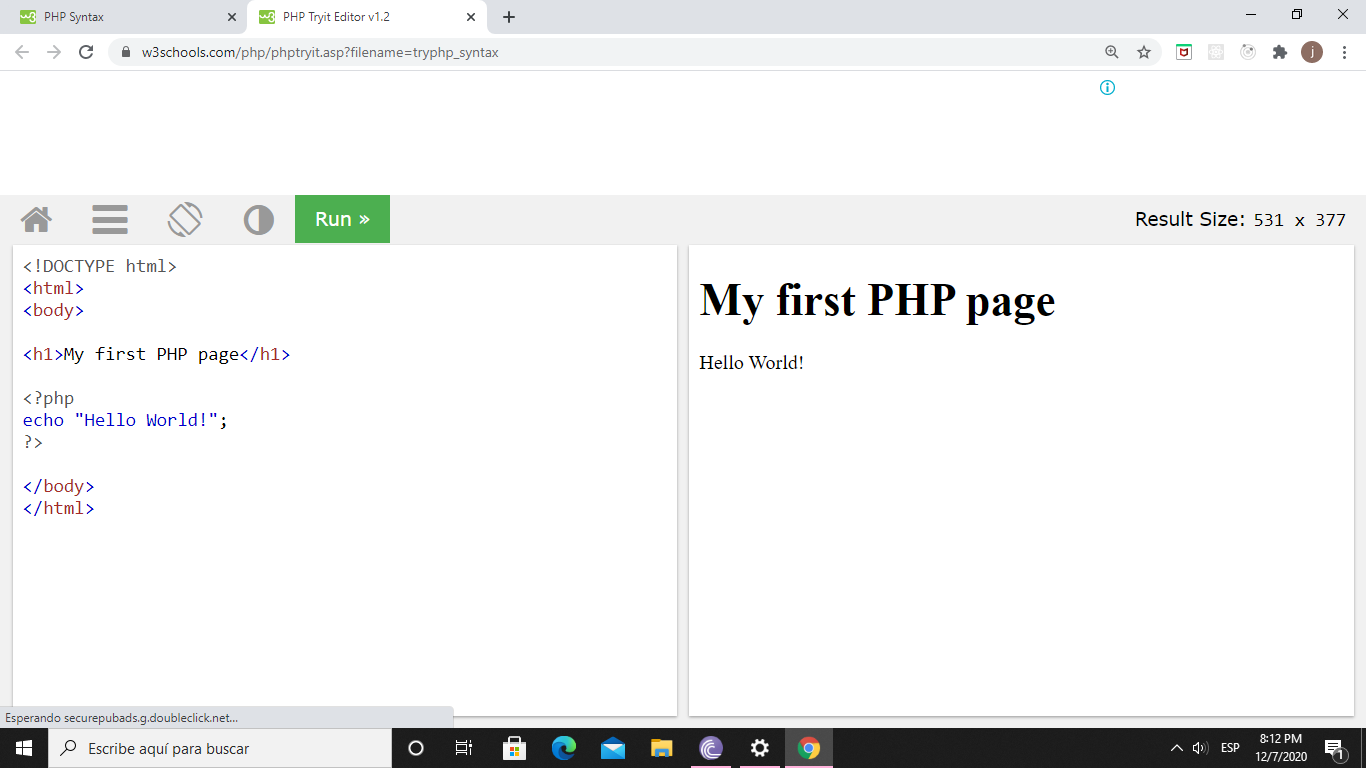 PHP Syntax
PHP Tryit Editor v1.2
w3schools.com/php/phptryit.asp?filename=tryphp_syntax
j
Run »
Result Size: 531 x 377
<!DOCTYPE html>
<html>
<body>
<h1>My first PHP page</h1>
<?php
echo "Hello World!";
?>
</body>
</html>
My first PHP page
Hello World!
Esperando securepubads.g.doubleclick.net...
Escribe aquí para buscar
ESP
8:12 PM
12/7/2020
1